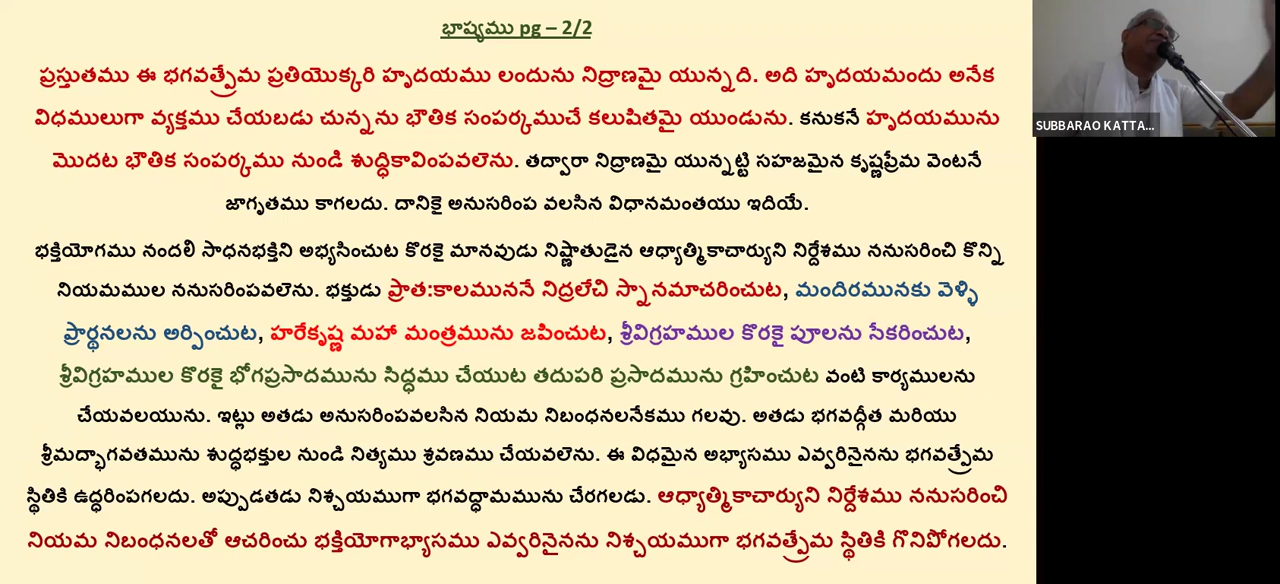 భాష్యము pg – 2/2
ప్రస్తుతము ఈ భగవత్ప్రేమ ప్రతియొక్కరి హృదయము లందును నిద్రాణమై యున్నది. అది హృదయమందు అనేక
విధములుగా వ్యక్తము చేయబడు చున్నను భౌతిక సంపర్కముచే కలుషితమై యుండును. కనుకనే హృదయమును
మొదట భౌతిక సంపర్కము నుండి శుద్ధికావింపవలెను. తద్వారా నిద్రాణమై యున్నట్టి సహజమైన కృష్ణప్రేమ వెంటనే
జాగృతము కాగలదు. దానికై అనుసరింప వలసిన విధానమంతయు ఇదియే.
భక్తియోగము నందలి సాధనభక్తిని అభ్యసించుట కొరకై మానవుడు నిష్ణాతుడైన ఆధ్యాత్మికాచార్యుని నిర్దేశము ననుసరించి కొన్ని
నియమముల ననుసరింపవలెను. భక్తుడు ప్రాత:కాలముననే నిద్రలేచి స్నానమాచరించుట, మందిరమునకు వెళ్ళి
ప్రార్థనలను అర్పించుట, హరేకృష్ణ మహా మంత్రమును జపించుట, శ్రీవిగ్రహముల కొరకై పూలను సేకరించుట,
శ్రీవిగ్రహముల కొరకై భోగప్రసాదమును సిద్ధము చేయుట తదుపరి ప్రసాదమును గ్రహించుట వంటి కార్యములను
చేయవలయును. ఇట్లు అతడు అనుసరింపవలసిన నియమ నిబంధనలనేకము గలవు. అతడు భగవద్గీత మరియు
శ్రీమద్భాగవతమును శుద్ధభక్తుల నుండి నిత్యము శ్రవణము చేయవలెను. ఈ విధమైన అభ్యాసము ఎవ్వరినైనను భగవత్ప్రేమ
స్థితికి ఉద్ధరింపగలదు. అప్పుడతడు నిశ్చయముగా భగవద్ధామమును చేరగలడు. ఆధ్యాత్మికాచార్యుని నిర్దేశము ననుసరించి
నియమ నిబంధనలతో ఆచరించు భక్తియోగాభ్యాసము ఎవ్వరినైనను నిశ్చయముగా భగవత్ప్రేమ స్థితికి గొనిపోగలదు.
SUBBARAO KATTA...